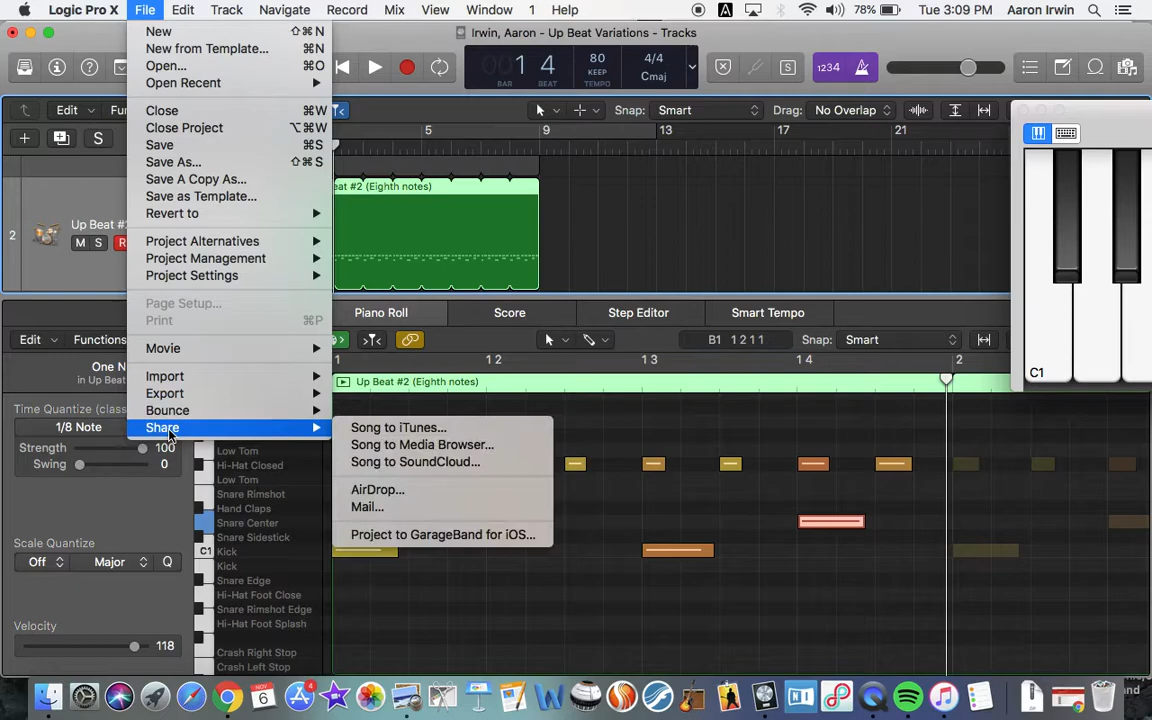 Logic Pro X File Edit Track Navigate Record Mix View Window 1 Help 78% Tue 3:09 PM Aaron Irwin
Irwin, Aaron - Up Beat Variations - Tracks
New ⇧⌘N
New from Template... ⌘N
Open... ⌘O
Open Recent
Close ⌘W
Close Project ⌥⌘W
Save ⌘S
Save As... ⇧⌘S
Save A Copy As...
Save as Template...
Revert to
Project Alternatives
Project Management
Project Settings
Page Setup...
Print ⌘P
Movie
Import
Export
Bounce
Share
Song to iTunes...
Song to Media Browser...
Song to SoundCloud...
AirDrop...
Mail...
Project to GarageBand for iOS...
1 4
BAR BEAT
80
KEEP
TEMPO
4/4
Cmaj
S
1234
Edit
Snap: Smart
Drag: No Overlap
S
5 9 13 17 21
2
Up Beat #
M S R
eat #2 (Eighth notes)
C1
Piano Roll Score Step Editor Smart Tempo
Edit Functions
B1 1 2 1 1
Snap: Smart
1 1 2 1 3 1 4 2
Up Beat #2 (Eighth notes)
Time Quantize (class
1/8 Note
Strength 100
Swing 0
Scale Quantize
Off Major Q
Velocity
118
Low Tom
Hi-Hat Closed
Low Tom
Snare Rimshot
Hand Claps
Snare Center
Snare Sidestick
C1 Kick
Kick
Snare Edge
Hi-Hat Foot Close
Snare Rimshot Edge
Hi-Hat Foot Splash
Crash Right Stop
Crash Left Stop
NOV
6
4